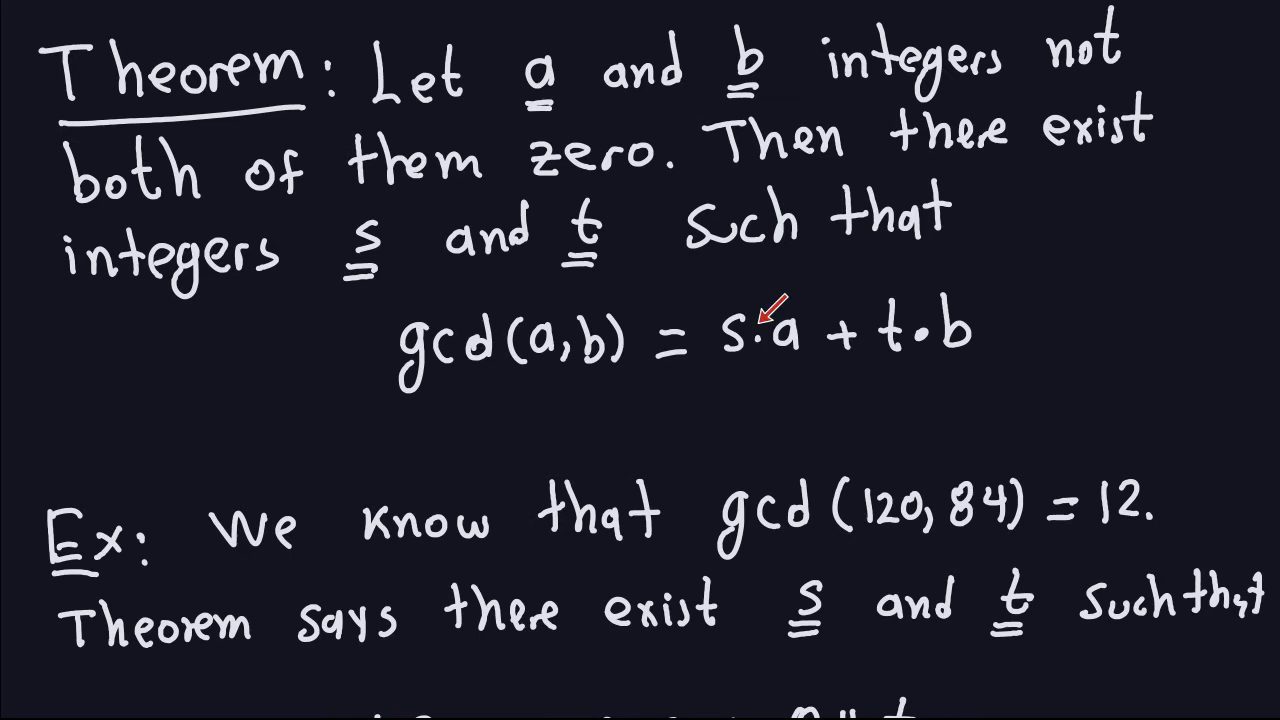 Theorem: Let a and b integers not
both of them zero. Then there exist
integers s and t such that
gcd(a,b) = s·a + t·b
Ex: We know that gcd(120,84) = 12.
Theorem says there exist s and t such that